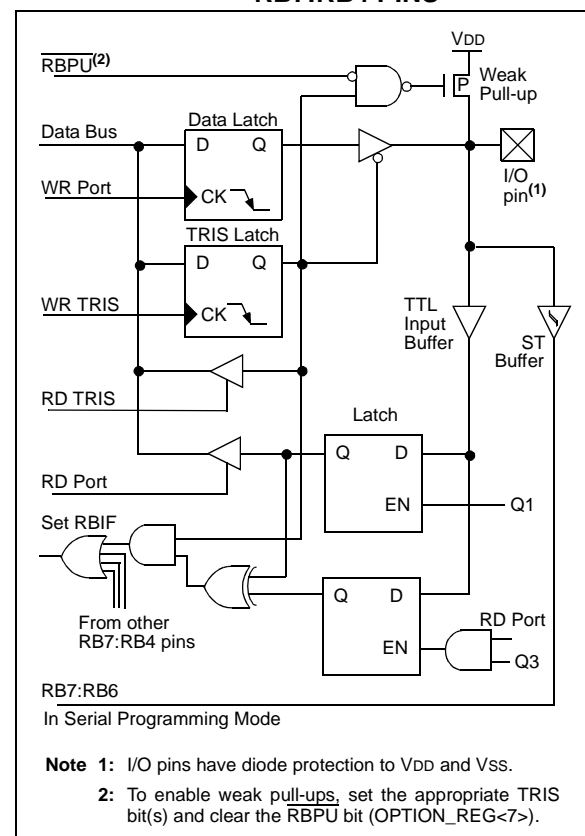 RBPU(2)
VDD
P
Weak
Pull-up
Data Bus
Data Latch
D Q
WR Port
CK
I/O
pin(1)
TRIS Latch
D Q
WR TRIS
CK
TTL
Input
Buffer
ST
Buffer
RD TRIS
Latch
Q D
RD Port
EN
Q1
Set RBIF
From other
RB7:RB4 pins
Q D
RD Port
EN
Q3
RB7:RB6
In Serial Programming Mode
Note 1: I/O pins have diode protection to VDD and VSS.
2: To enable weak pull-ups, set the appropriate TRIS
bit(s) and clear the RBPU bit (OPTION_REG<7>).